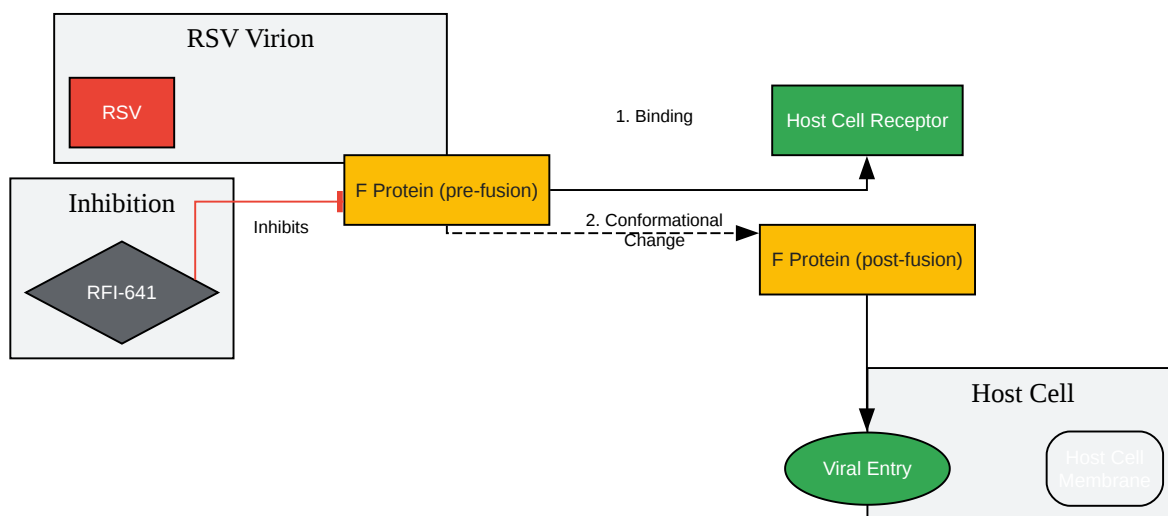 RSV Virion
RSV
1. Binding
Host Cell Receptor
F Protein (pre-fusion)
Inhibition
Inhibits
2. Conformational
Change
F Protein (post-fusion)
RFI-641
Host Cell
Viral Entry
Host Cell
Membrane